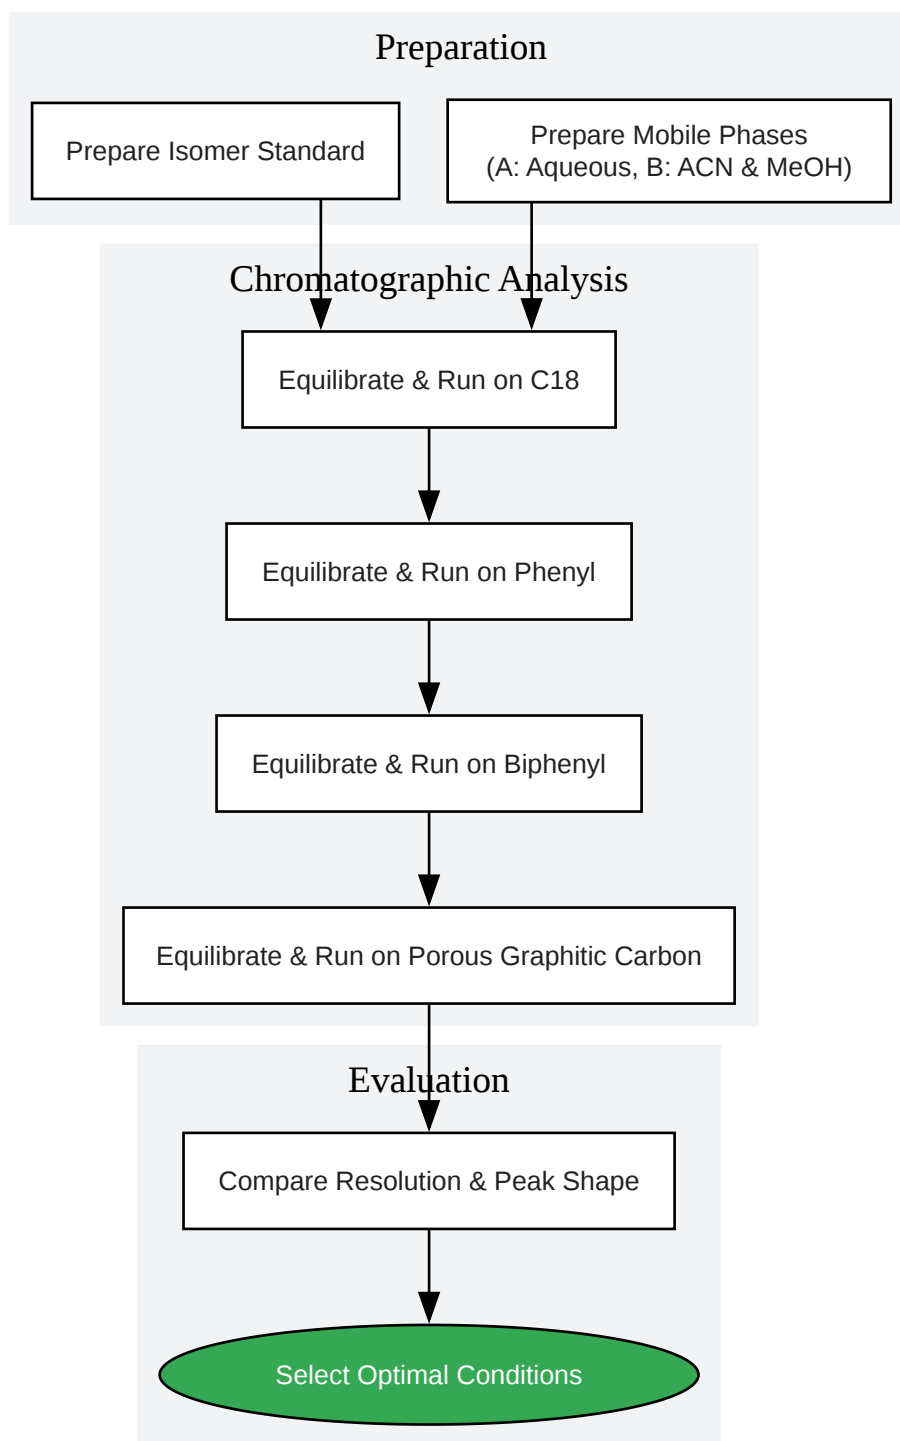 Preparation
Prepare Isomer Standard
Prepare Mobile Phases
(A: Aqueous, B: ACN & MeOH)
Chromatographic Analysis
Equilibrate & Run on C18
Equilibrate & Run on Phenyl
Equilibrate & Run on Biphenyl
Equilibrate & Run on Porous Graphitic Carbon
Evaluation
Compare Resolution & Peak Shape
Select Optimal Conditions